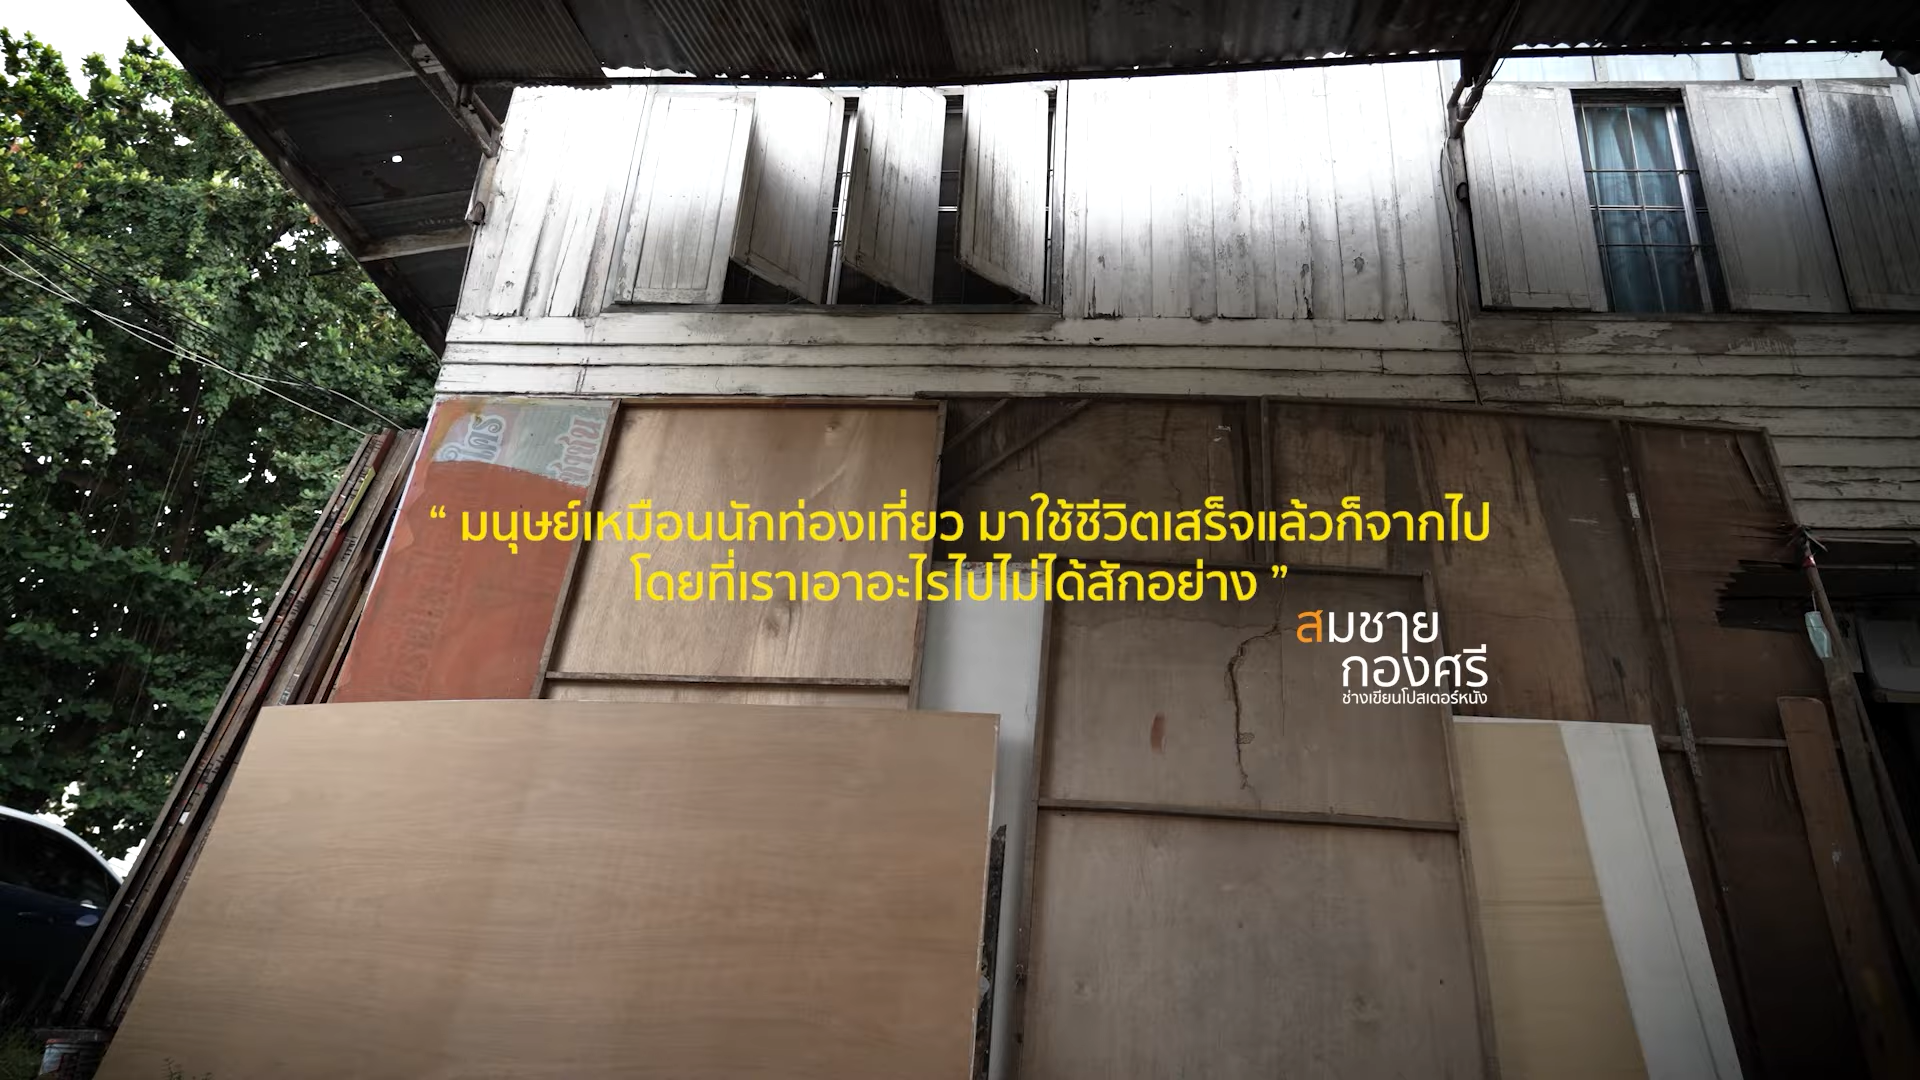 “ มนุษย์เหมือนนักท่องเที่ยว มาใช้ชีวิตเสร็จแล้วก็จากไป
โดยที่เราเอาอะไรไปไม่ได้สักอย่าง ”
สมชาย
กองศรี
ช่างเขียนโปสเตอร์หนัง